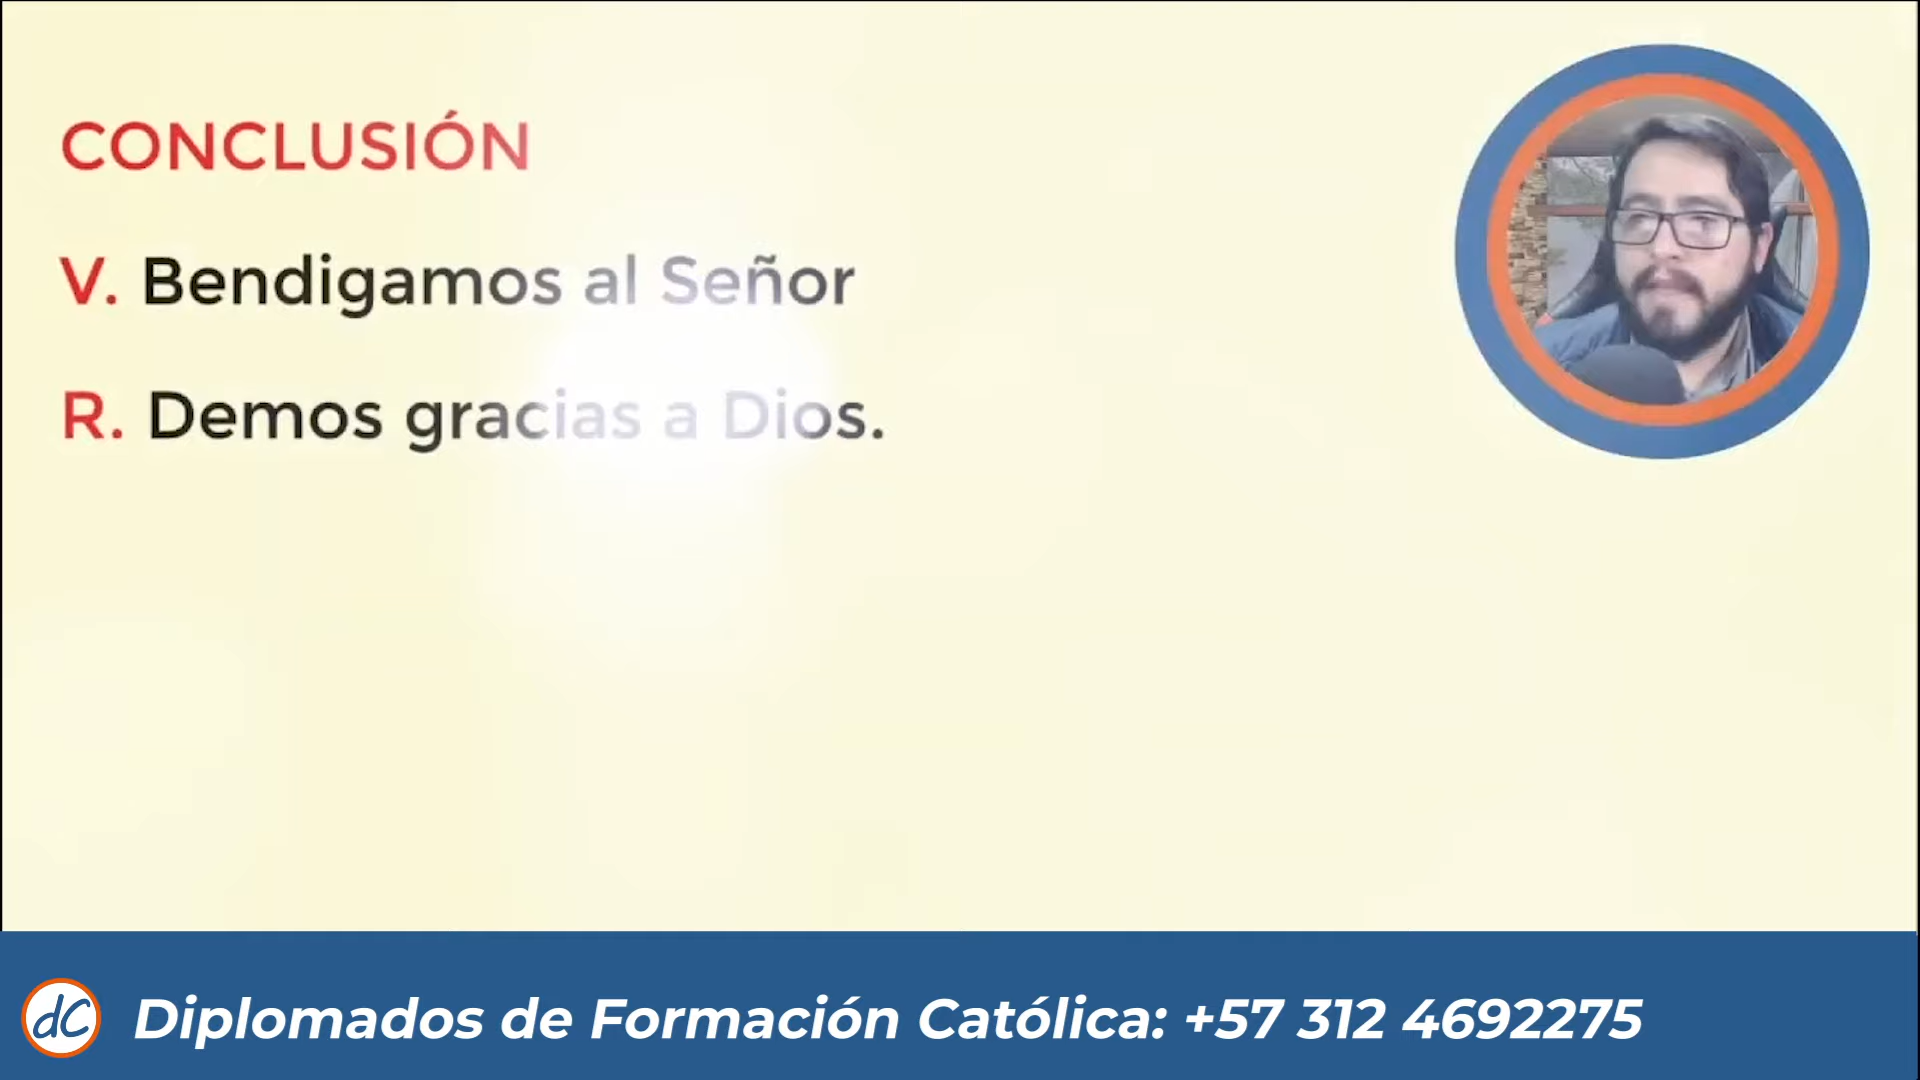 CONCLUSIÓN
V. Bendigamos al Señor
R. Demos gracias a Dios.
dC Diplomados de Formación Católica: +57 312 4692275